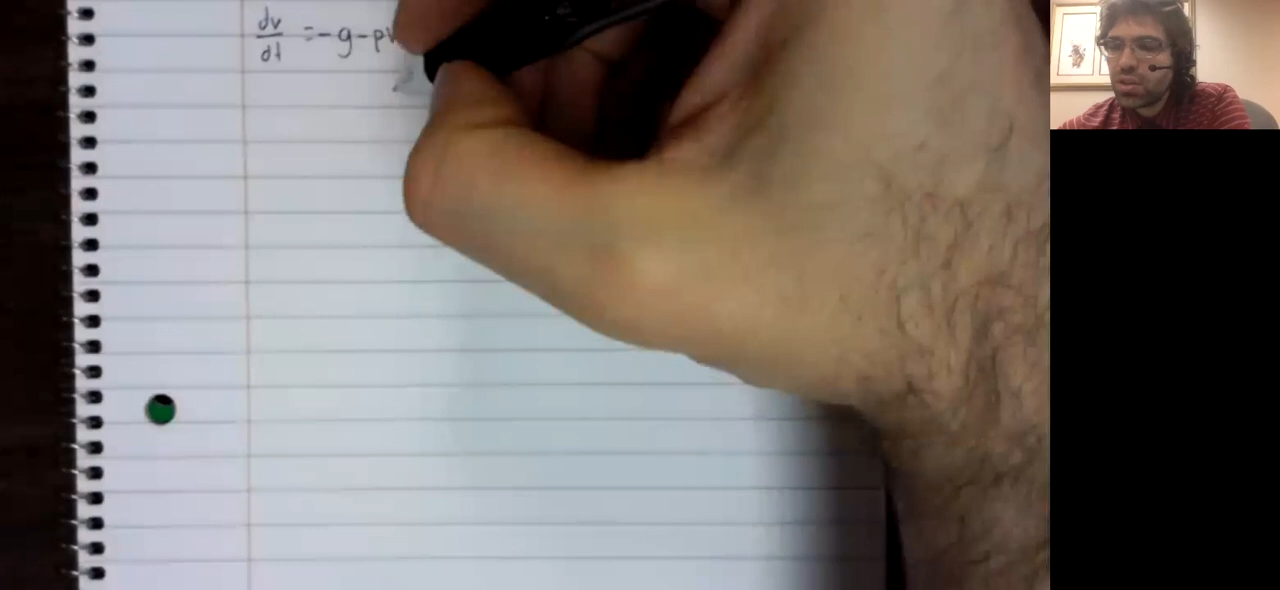 dv/dt = -g - pv